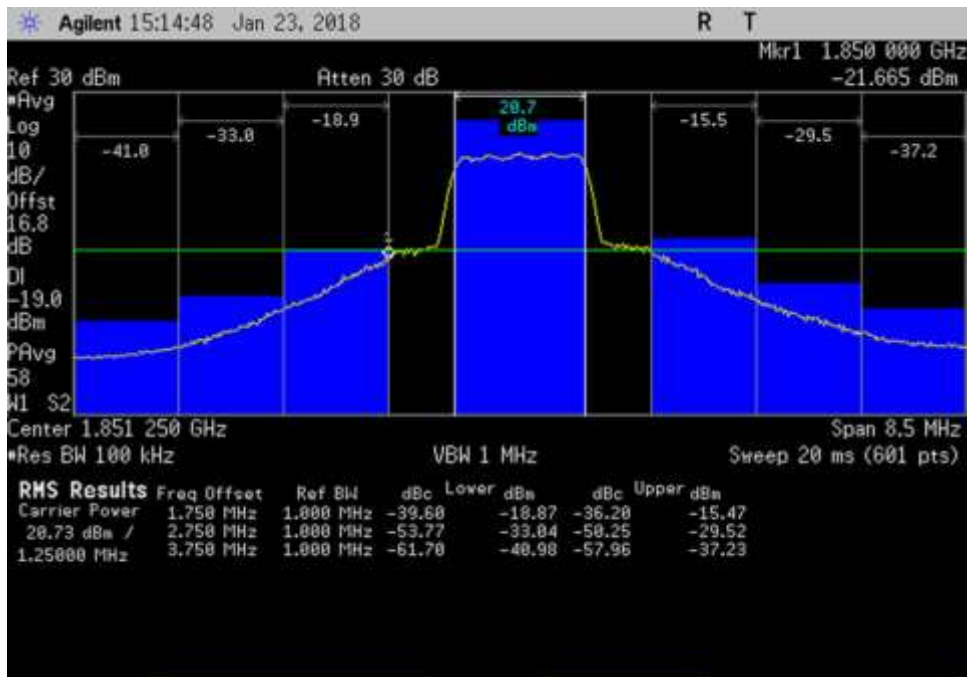 Agilent 15:14:48 Jan 23, 2018 R T
Mkr1 1.850 000 GHz
Ref 30 dBm Atten 30 dB -21.665 dBm
#Avg
Log
10
dB/
Offst
16.8
dB
DI
-19.0
dBm
PAvg
58
W1 S2
-41.0 -33.0 -18.9 20.7 dBm -15.5 -29.5 -37.2
Center 1.851 250 GHz Span 8.5 MHz
#Res BW 100 kHz VBW 1 MHz Sweep 20 ms (601 pts)
RMS Results Freq Offset Ref BW dBc Lower dBm dBc Upper dBm
Carrier Power 1.750 MHz 1.000 MHz -39.60 -18.87 -36.20 -15.47
20.73 dBm / 2.750 MHz 1.000 MHz -53.77 -33.04 -50.25 -29.52
1.25000 MHz 3.750 MHz 1.000 MHz -61.70 -40.98 -57.96 -37.23